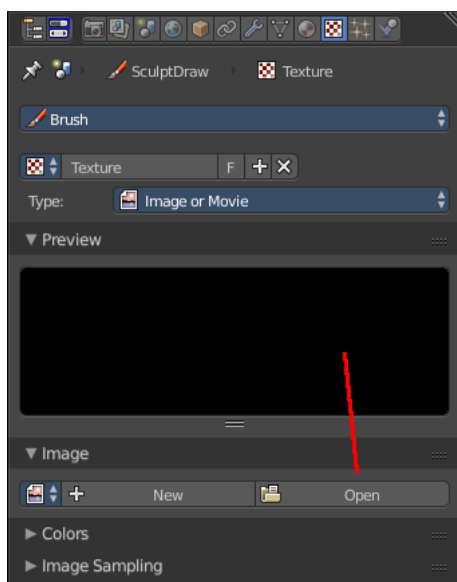 SculptDraw Texture
Brush
Texture F
Type: Image or Movie
Preview
Image
New Open
Colors
Image Sampling